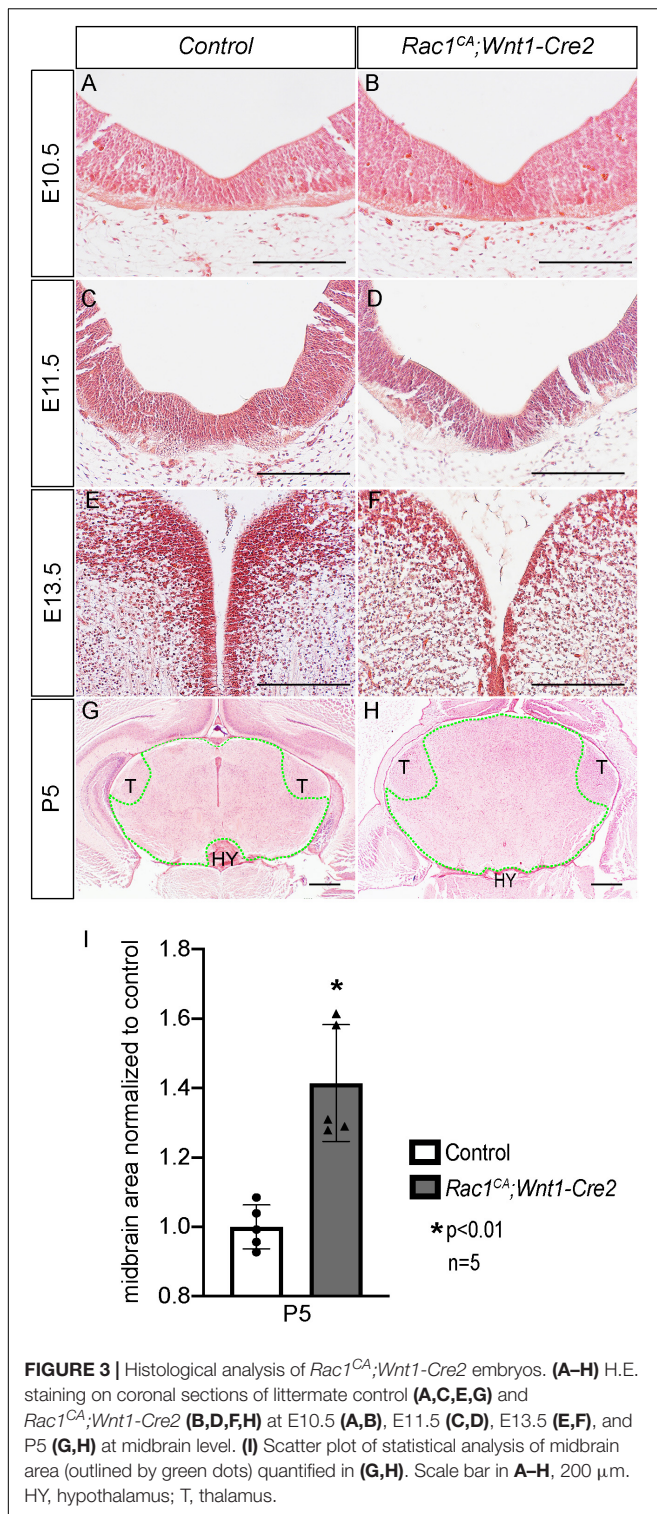 Control
Rac1CA;Wnt1-Cre2
E10.5
A
B
E11.5
C
D
E13.5
E
F
P5
G
T
T
HY
H
T
T
HY
I
midbrain area normalized to control
1.8
1.6
1.4
1.2
1.0
0.8
*
P5
Control
Rac1CA;Wnt1-Cre2
* p<0.01
n=5
FIGURE 3 | Histological analysis of Rac1CA;Wnt1-Cre2 embryos. (A–H) H.E.
staining on coronal sections of littermate control (A,C,E,G) and
Rac1CA;Wnt1-Cre2 (B,D,F,H) at E10.5 (A,B), E11.5 (C,D), E13.5 (E,F), and
P5 (G,H) at midbrain level. (I) Scatter plot of statistical analysis of midbrain
area (outlined by green dots) quantified in (G,H). Scale bar in A–H, 200 μm.
HY, hypothalamus; T, thalamus.